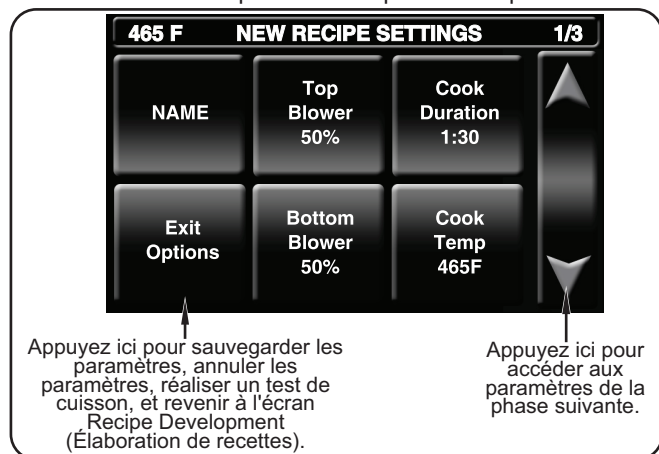 465 F NEW RECIPE SETTINGS 1/3
NAME
Top
Blower
50%
Cook
Duration
1:30
Exit
Options
Bottom
Blower
50%
Cook
Temp
465F
Appuyez ici pour sauvegarder les
paramètres, annuler les
paramètres, réaliser un test de
cuisson, et revenir à l'écran
Recipe Development
(Élaboration de recettes).
Appuyez ici pour
accéder aux
paramètres de la
phase suivante.